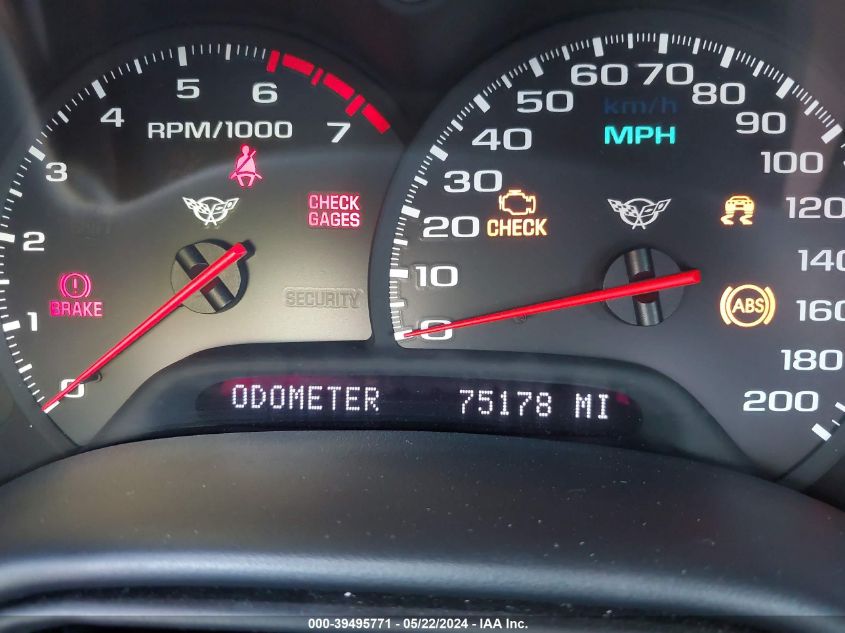 5
6
4
7
RPM/1000
3
CHECK
GAGES
2
SECURITY
BRAKE
1
0
60 70
50 80
km/h
MPH
40 90
30 100
20 CHECK 120
10 140
ABS
160
0
180
200
ODOMETER 75178 MI
000-39495771 - 05/22/2024 - IAA Inc.